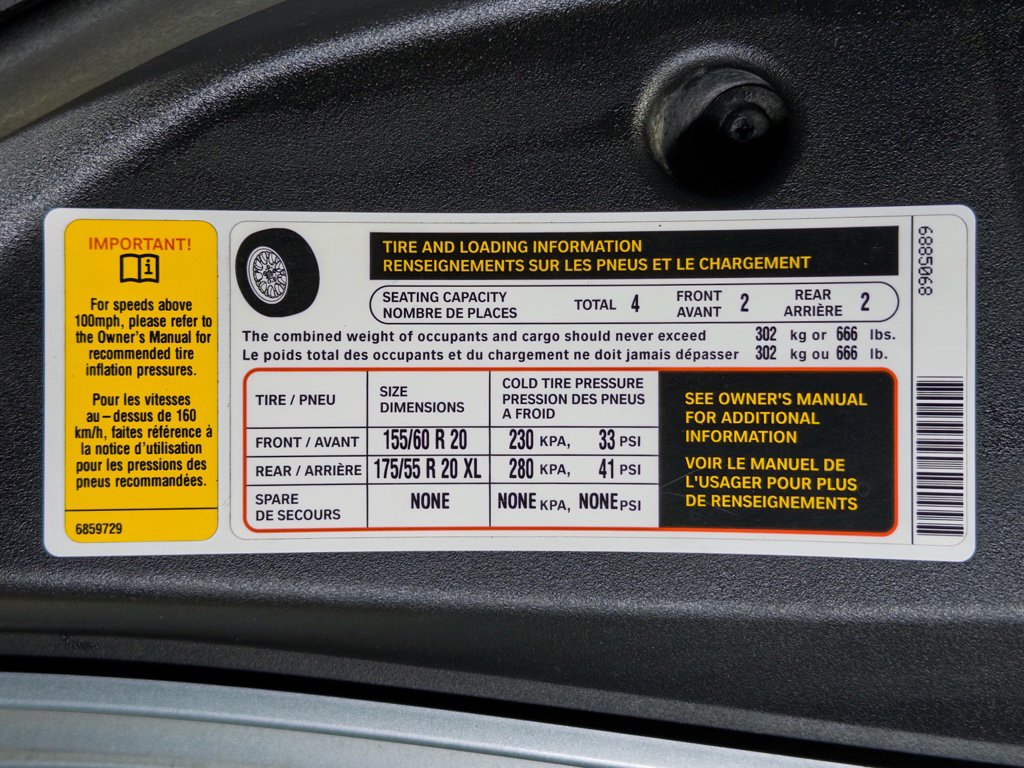 IMPORTANT!
i
For speeds above
100mph, please refer to
the Owner's Manual for
recommended tire
inflation pressures.
Pour les vitesses
au – dessus de 160
km/h, faites référence à
la notice d'utilisation
pour les pressions des
pneus recommandées.
6859729
TIRE AND LOADING INFORMATION
RENSEIGNEMENTS SUR LES PNEUS ET LE CHARGEMENT
SEATING CAPACITY
NOMBRE DE PLACES
TOTAL 4
FRONT
AVANT 2
REAR
ARRIÈRE 2
The combined weight of occupants and cargo should never exceed 302 kg or 666 lbs.
Le poids total des occupants et du chargement ne doit jamais dépasser 302 kg ou 666 lb.
TIRE / PNEU
SIZE
DIMENSIONS
COLD TIRE PRESSURE
PRESSION DES PNEUS
A FROID
FRONT / AVANT 155/60 R 20 230 KPA, 33 PSI
REAR / ARRIÈRE 175/55 R 20 XL 280 KPA, 41 PSI
SPARE
DE SECOURS NONE NONE KPA, NONE PSI
SEE OWNER'S MANUAL
FOR ADDITIONAL
INFORMATION
VOIR LE MANUEL DE
L'USAGER POUR PLUS
DE RENSEIGNEMENTS
6885068